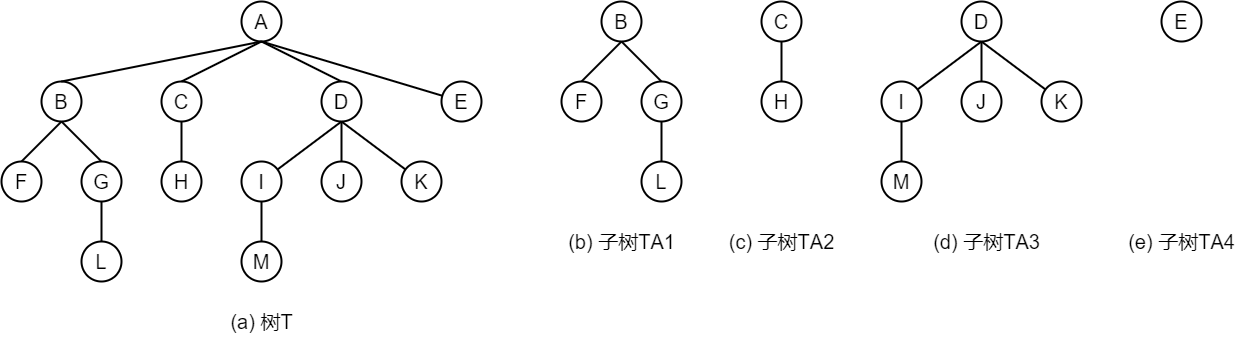 A
B C D E
F G H I J K
L M
(a) 树T
B
F G
L
(b) 子树TA1
C
H
(c) 子树TA2
D
I J K
M
(d) 子树TA3
E
(e) 子树TA4